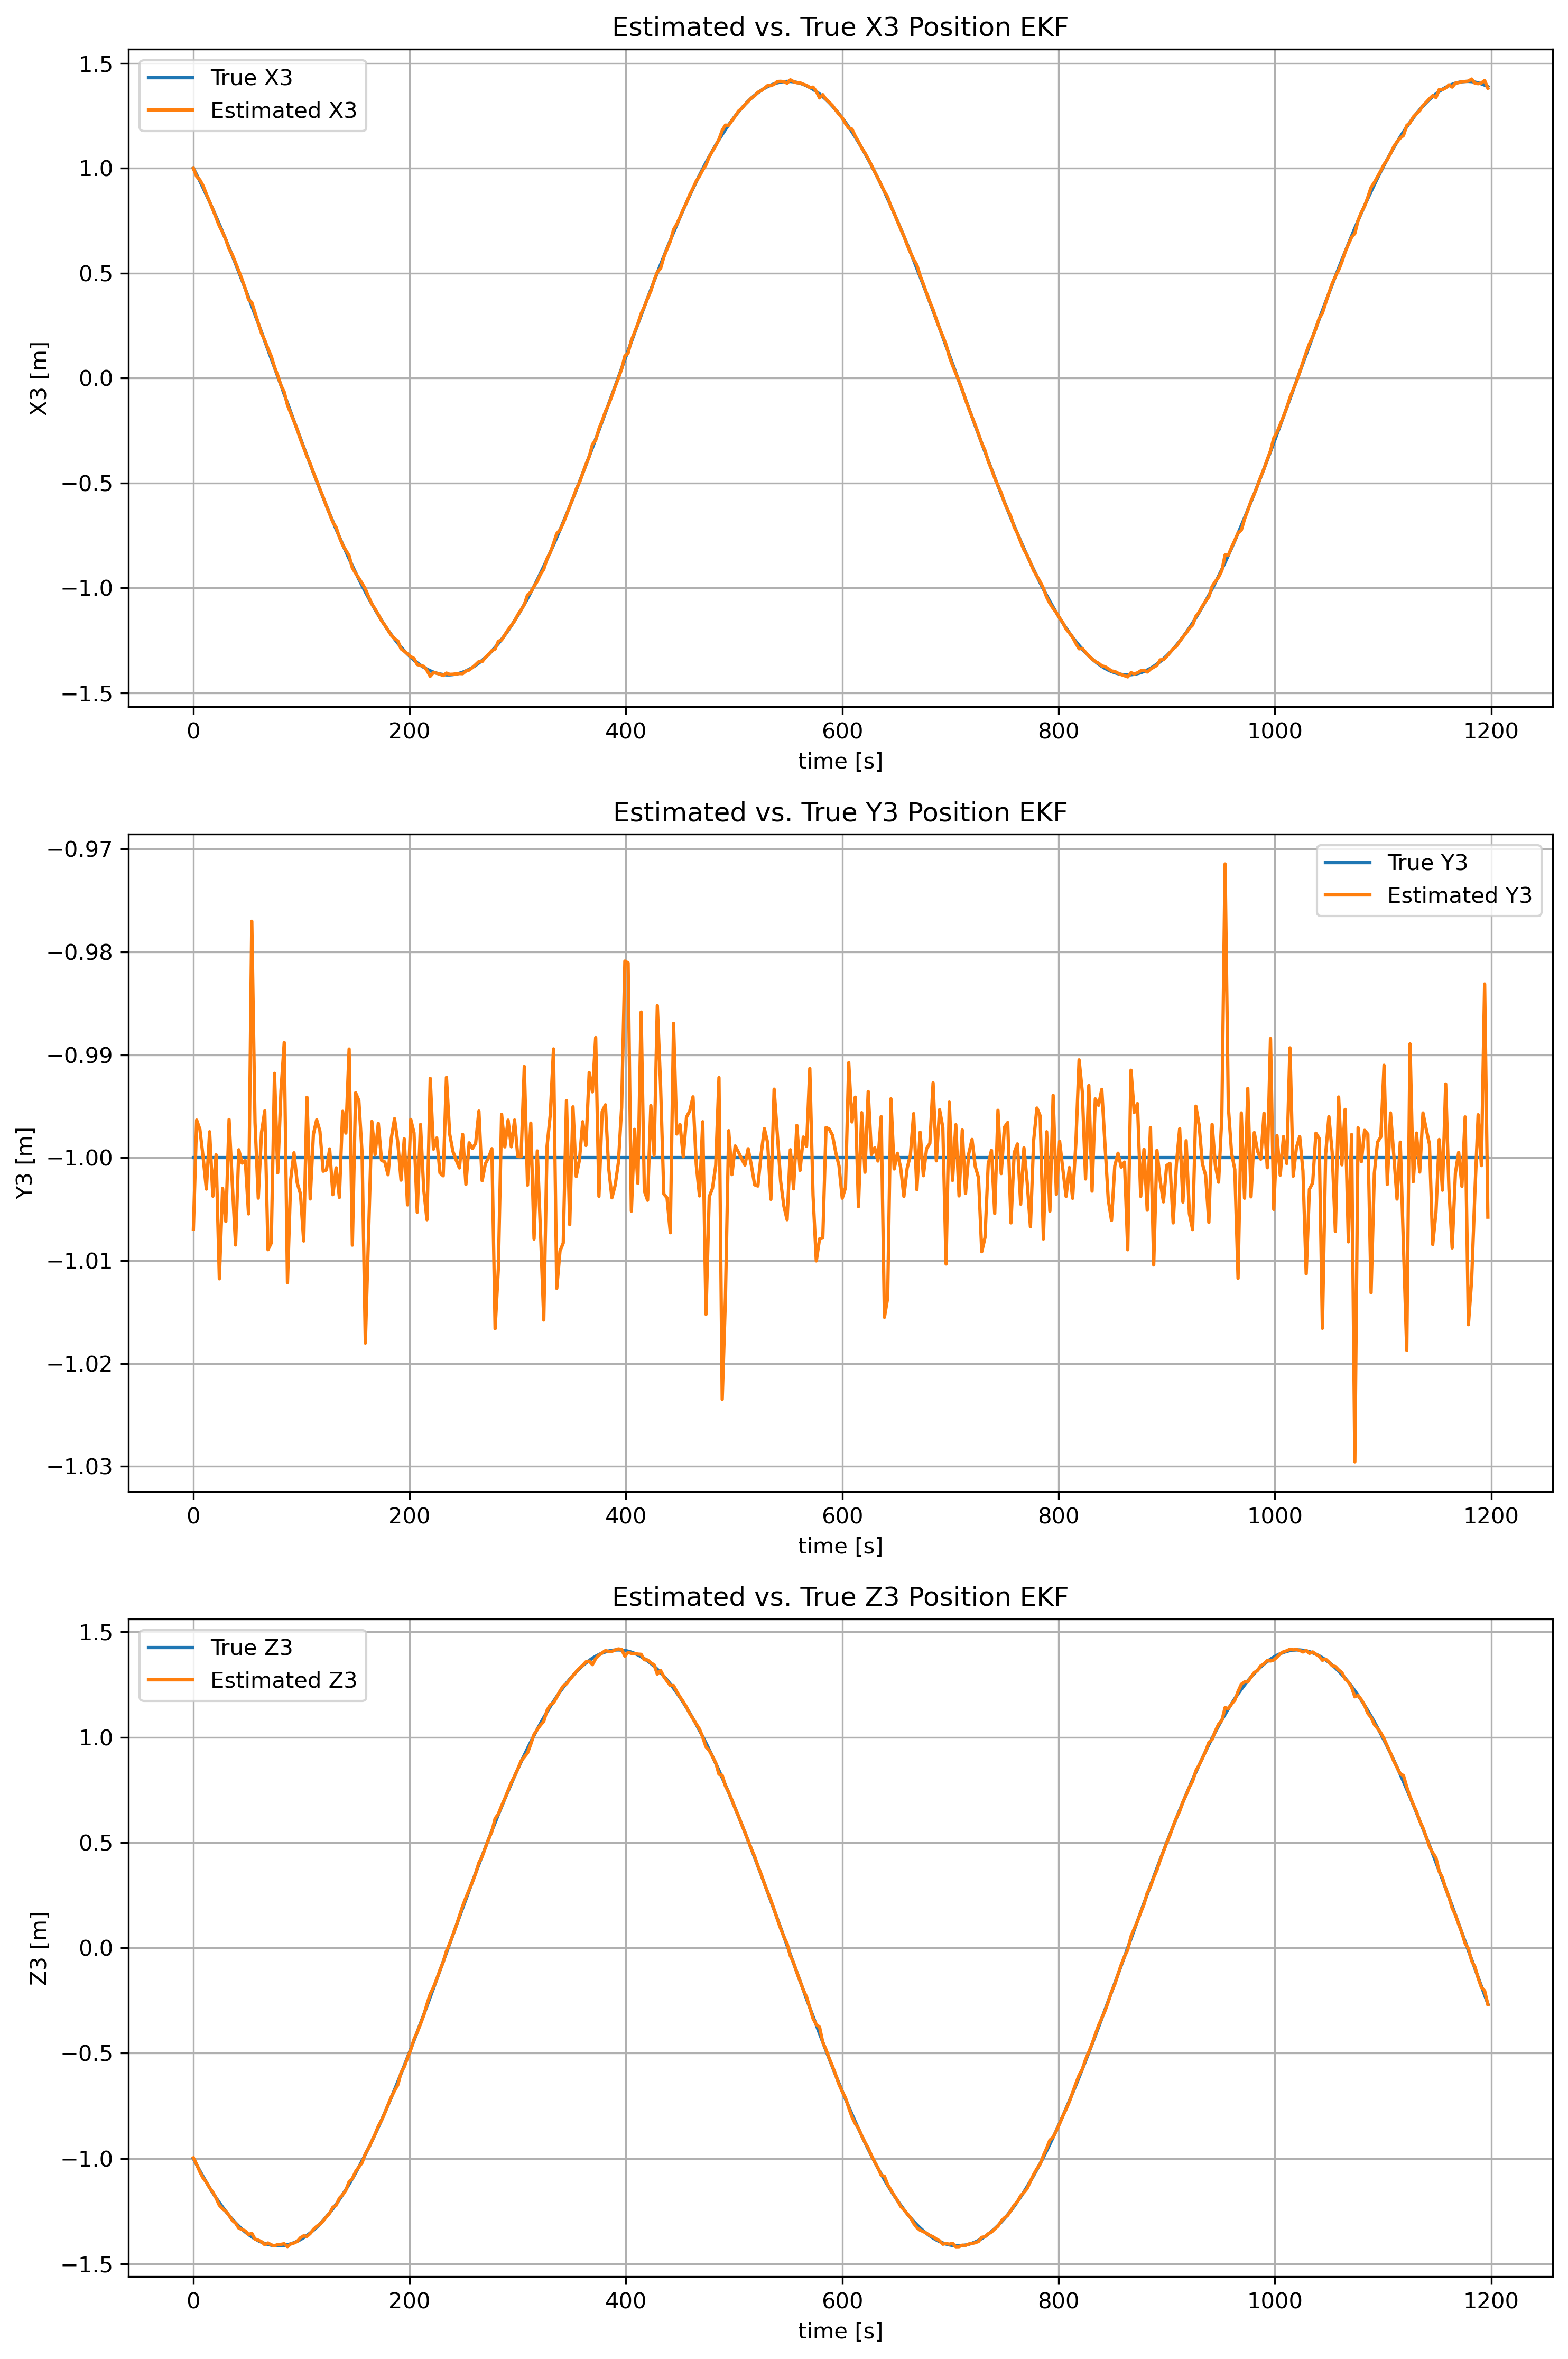 Estimated vs. True X3 Position EKF
True X3
Estimated X3
1.5
1.0
0.5
0.0
−0.5
−1.0
−1.5
X3 [m]
0 200 400 600 800 1000 1200
time [s]
Estimated vs. True Y3 Position EKF
True Y3
Estimated Y3
−0.97
−0.98
−0.99
−1.00
−1.01
−1.02
−1.03
Y3 [m]
0 200 400 600 800 1000 1200
time [s]
Estimated vs. True Z3 Position EKF
True Z3
Estimated Z3
1.5
1.0
0.5
0.0
−0.5
−1.0
−1.5
Z3 [m]
0 200 400 600 800 1000 1200
time [s]